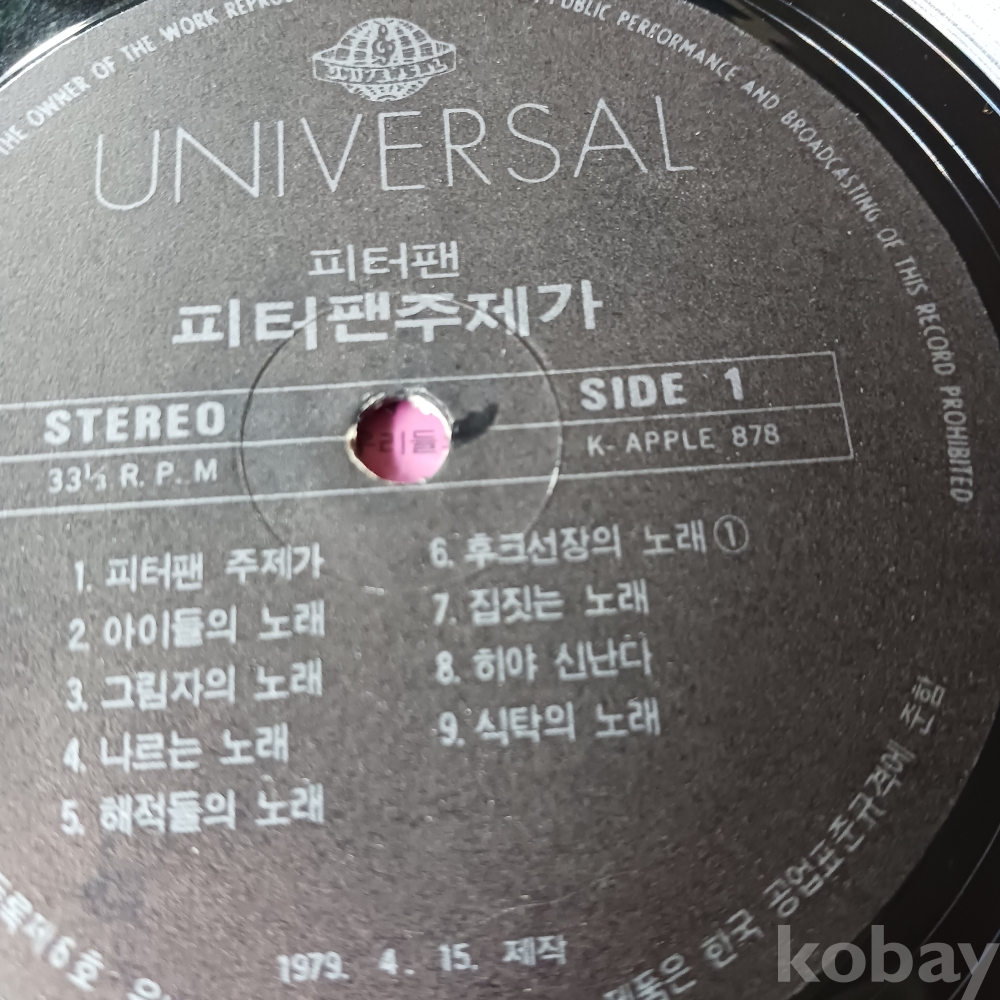 THE OWNER OF THE WORK
PUBLIC PERFORMANCE AND BROADCASTING OF THIS RECORD PROHIBITED
UNIVERSAL
UNIVERSAL
피터팬
피터팬주제가
STEREO
SIDE 1
33⅓ R. P. M
K- APPLE 878
우리들
1. 피터팬 주제가
2 아이들의 노래
3. 그림자의 노래
4. 나르는 노래
5. 해적들의 노래
6. 후크선장의 노래①
7. 집짓는 노래
8. 히야 신난다
9. 식탁의 노래
1979. 4. 15. 제작
한국 공업표준규격에 준함
kobay